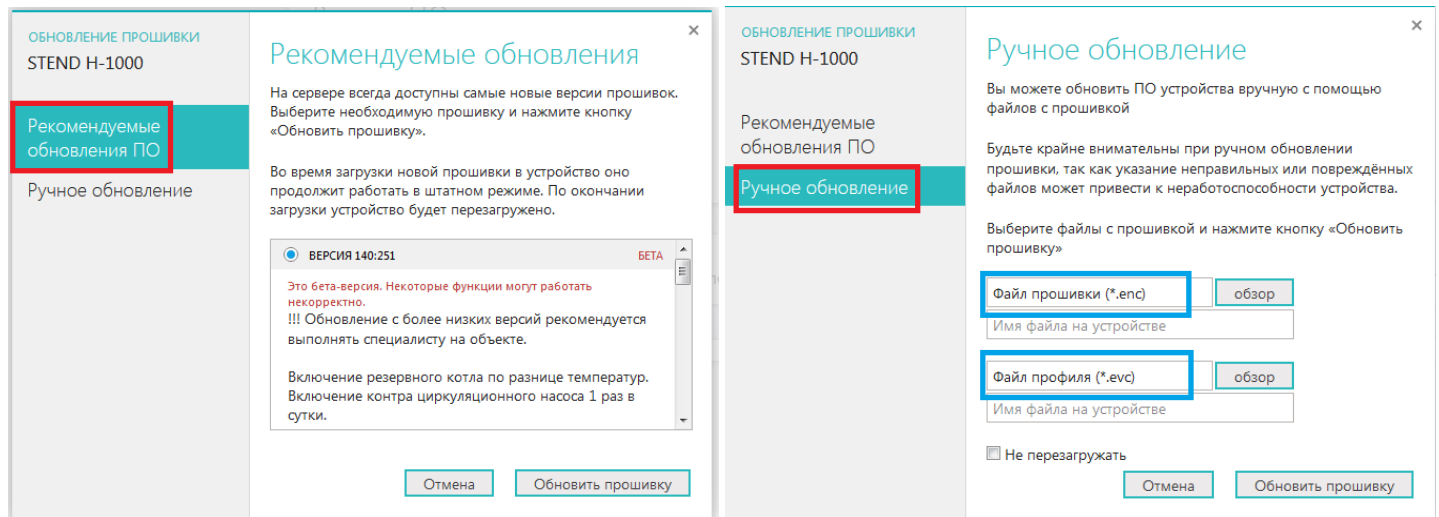 ОБНОВЛЕНИЕ ПРОШИВКИ
STEND H-1000
Рекомендуемые
обновления ПО
Ручное обновление
Рекомендуемые обновления
На сервере всегда доступны самые новые версии прошивок.
Выберите необходимую прошивку и нажмите кнопку
«Обновить прошивку».
Во время загрузки новой прошивки в устройство оно
продолжит работать в штатном режиме. По окончании
загрузки устройство будет перезагружено.
ВЕРСИЯ 140:251 БЕТА
Это бета-версия. Некоторые функции могут работать
некорректно.
!!! Обновление с более низких версий рекомендуется
выполнять специалисту на объекте.
Включение резервного котла по разнице температур.
Включение контра циркуляционного насоса 1 раз в
сутки.
Отмена Обновить прошивку
ОБНОВЛЕНИЕ ПРОШИВКИ
STEND H-1000
Рекомендуемые
обновления ПО
Ручное обновление
Ручное обновление
Вы можете обновить ПО устройства вручную с помощью
файлов с прошивкой
Будьте крайне внимательны при ручном обновлении
прошивки, так как указание неправильных или повреждённых
файлов может привести к неработоспособности устройства.
Выберите файлы с прошивкой и нажмите кнопку «Обновить
прошивку»
Файл прошивки (*.enc) обзор
Имя файла на устройстве
Файл профиля (*.evc) обзор
Имя файла на устройстве
Не перезагружать
Отмена Обновить прошивку